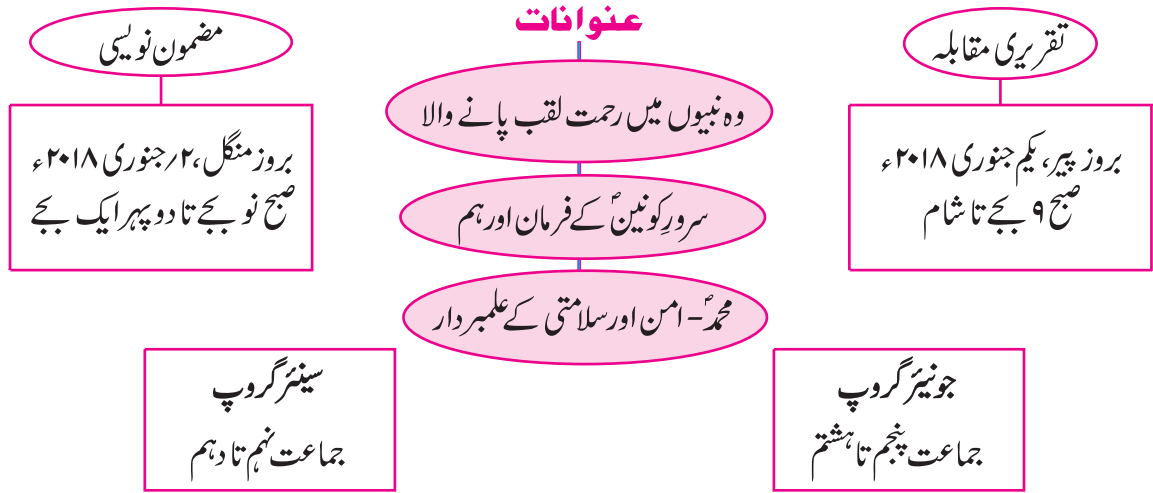 عنوانات
تقریری مقابلہ
بروز پیر، یکم جنوری ۲۰۱۸ء
صبح ۹ بجے تا شام
وہ نبیوں میں رحمت لقب پانے والا
سرورِ کونینؐ کے فرمان اور ہم
محمدؐ - امن اور سلامتی کے علمبردار
مضمون نویسی
بروز منگل، ۲؍جنوری ۲۰۱۸ء
صبح نو بجے تا دوپہر ایک بجے
جونیئر گروپ
جماعت پنجم تا ہشتم
سینئر گروپ
جماعت نہم تا دہم